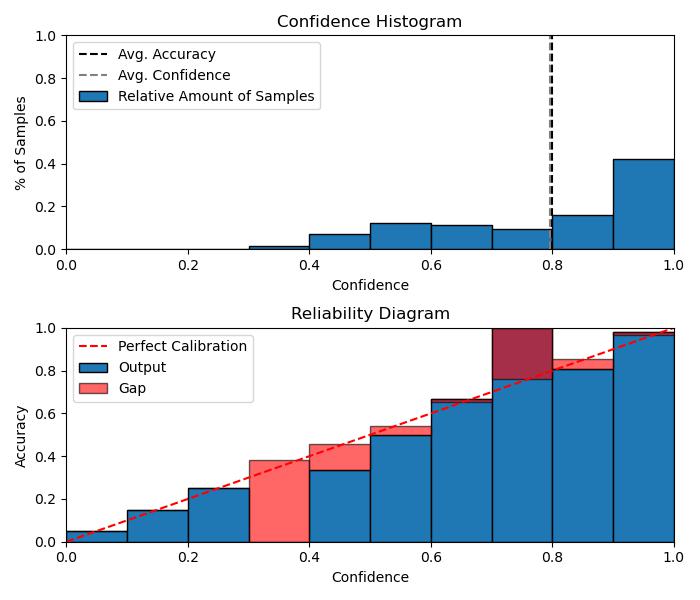 Confidence Histogram
1.0
0.8
0.6
0.4
0.2
0.0
% of Samples
Avg. Accuracy
Avg. Confidence
Relative Amount of Samples
0.0 0.2 0.4 0.6 0.8 1.0
Confidence
Reliability Diagram
1.0
0.8
0.6
0.4
0.2
0.0
Accuracy
Perfect Calibration
Output
Gap
0.0 0.2 0.4 0.6 0.8 1.0
Confidence